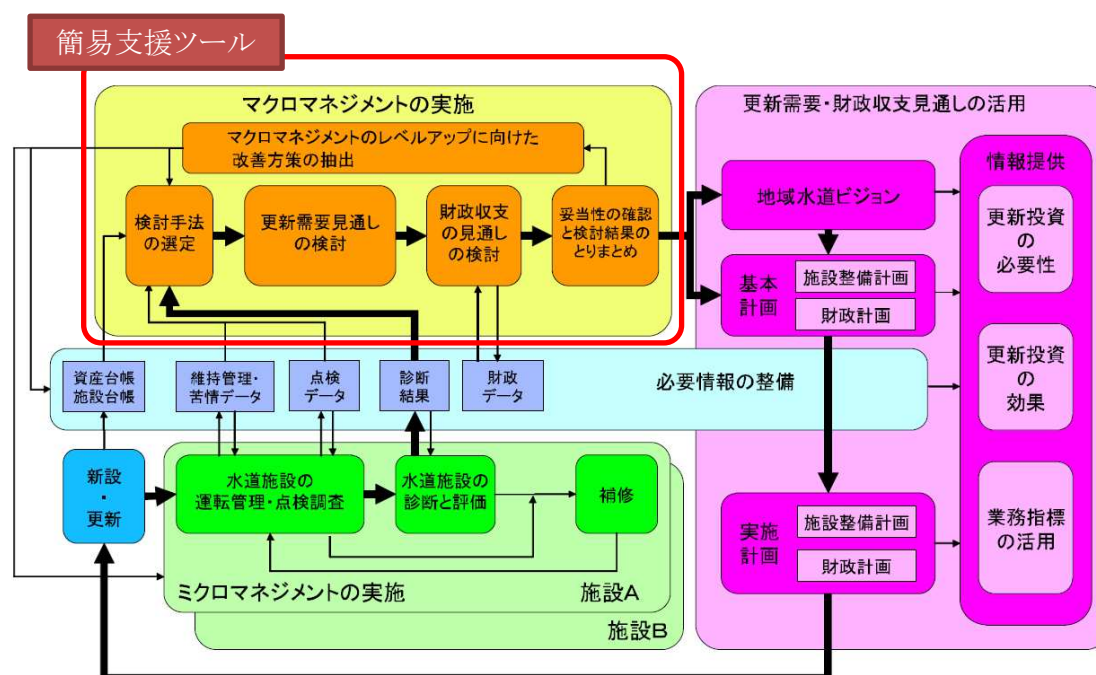 簡易支援ツール
マクロマネジメントの実施
マクロマネジメントのレベルアップに向けた
改善方策の抽出
検討手法
の選定
更新需要見通し
の検討
財政収支
の見通し
の検討
妥当性の確認
と検討結果の
とりまとめ
更新需要・財政収支見通しの活用
地域水道ビジョン
基本
計画
施設整備計画
財政計画
情報提供
更新投資
の
必要性
更新投資
の
効果
業務指標
の活用
資産台帳
施設台帳
維持管理・
苦情データ
点検
データ
診断
結果
財政
データ
必要情報の整備
新設
・
更新
水道施設の
運転管理・点検調査
水道施設の
診断と評価
補修
ミクロマネジメントの実施
施設A
施設B
実施
計画
施設整備計画
財政計画